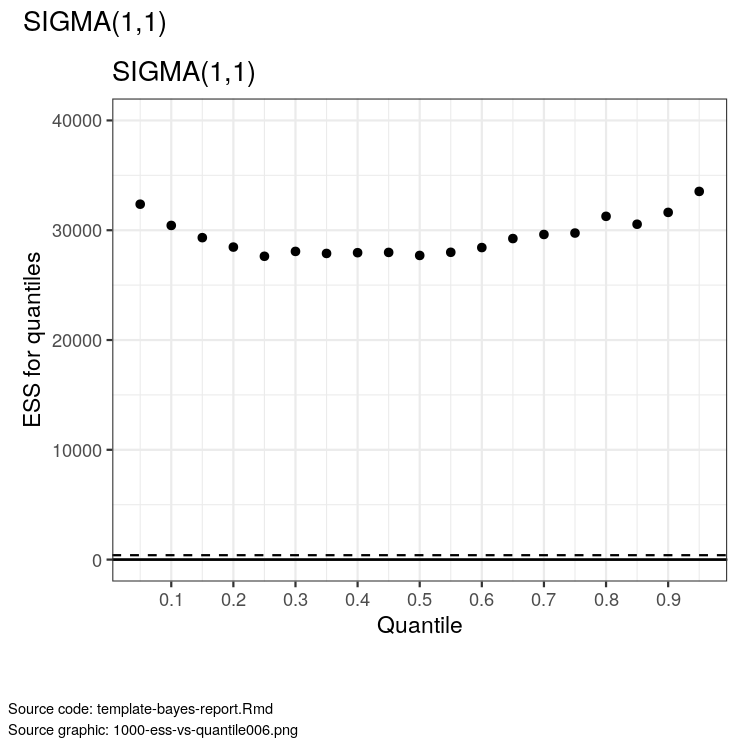 SIGMA(1,1)
SIGMA(1,1)
ESS for quantiles
40000
30000
20000
10000
0
0.1 0.2 0.3 0.4 0.5 0.6 0.7 0.8 0.9
Quantile
Source code: template-bayes-report.Rmd
Source graphic: 1000-ess-vs-quantile006.png